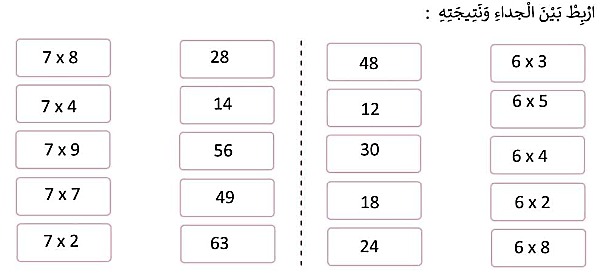 ارْبِطْ بَيْنَ الْجداءِ وَنَتِيجَتِهِ :
7 x 8 28 48 6 x 3
7 x 4 14 12 6 x 5
7 x 9 56 30 6 x 4
7 x 7 49 18 6 x 2
7 x 2 63 24 6 x 8